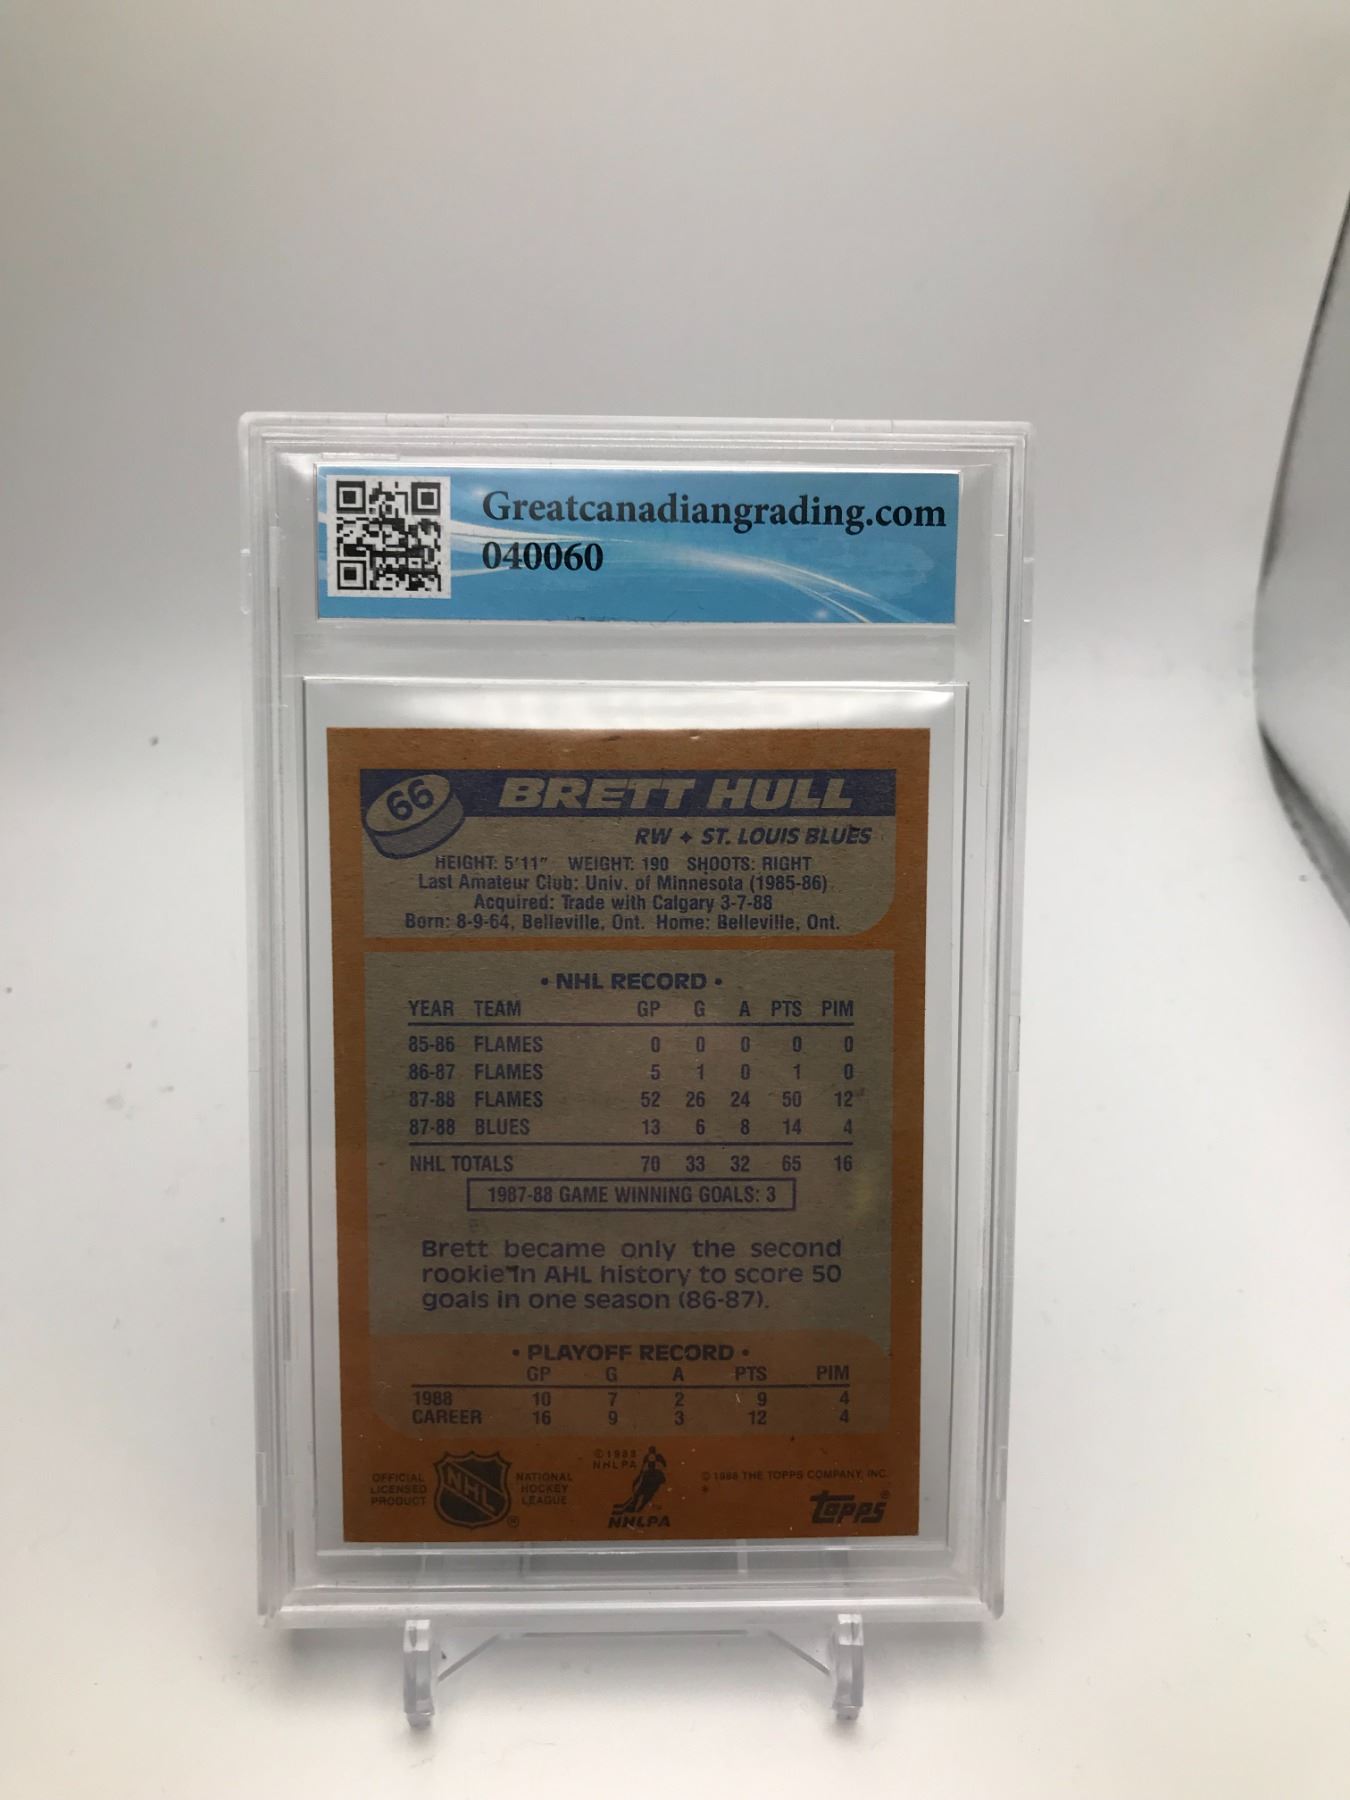 Greatcanadiangrading.com
040060
66 BRETT HULL
RW ✦ ST. LOUIS BLUES
HEIGHT: 5'11" WEIGHT: 190 SHOOTS: RIGHT
Last Amateur Club: Univ. of Minnesota (1985-86)
Acquired: Trade with Calgary 3-7-88
Born: 8-9-64, Belleville, Ont. Home: Belleville, Ont.
• NHL RECORD •
YEAR TEAM GP G A PTS PIM
85-86 FLAMES 0 0 0 0 0
86-87 FLAMES 5 1 0 1 0
87-88 FLAMES 52 26 24 50 12
87-88 BLUES 13 6 8 14 4
NHL TOTALS 70 33 32 65 16
1987-88 GAME WINNING GOALS: 3
Brett became only the second
rookie in AHL history to score 50
goals in one season (86-87).
• PLAYOFF RECORD •
GP G A PTS PIM
1988 10 7 2 9 4
CAREER 16 9 3 12 4
OFFICIAL
LICENSED
PRODUCT
NHL
®
NATIONAL
HOCKEY
LEAGUE
© 1988
NHLPA
™
NHLPA
© 1988 THE TOPPS COMPANY, INC.
*
topps®